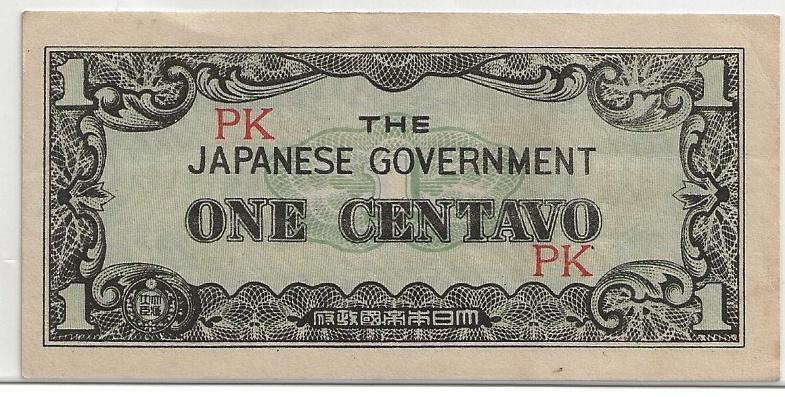 1 1
PK THE
JAPANESE GOVERNMENT
ONE CENTAVO
PK
1 大日本帝國政府 1